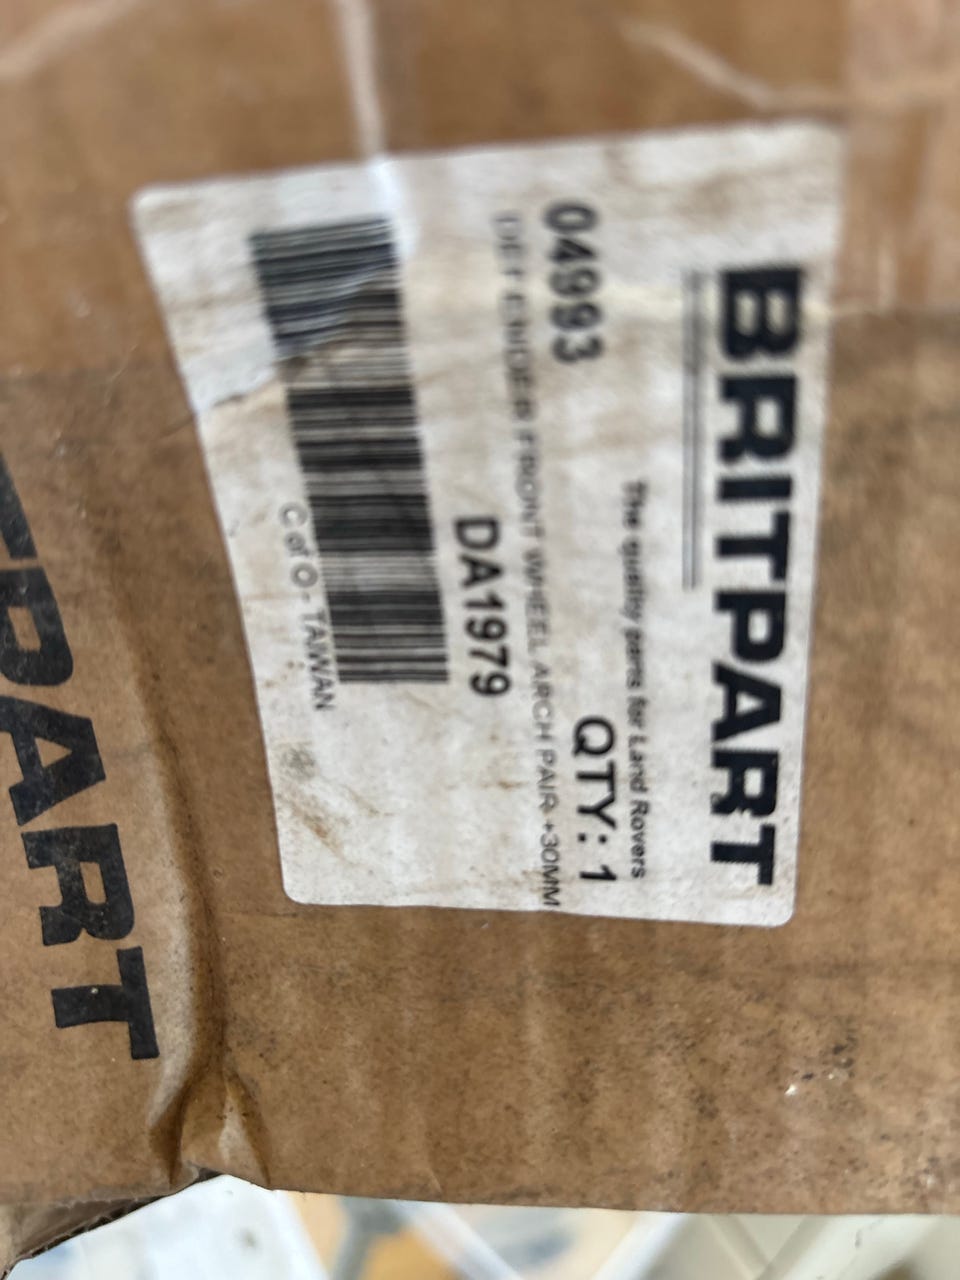 BRITPART
The quality parts for Land Rovers
04993 QTY: 1
DEFENDER FRONT WHEEL ARCH PAIR +30MM
DA1979
C of O - TAIWAN
TPART